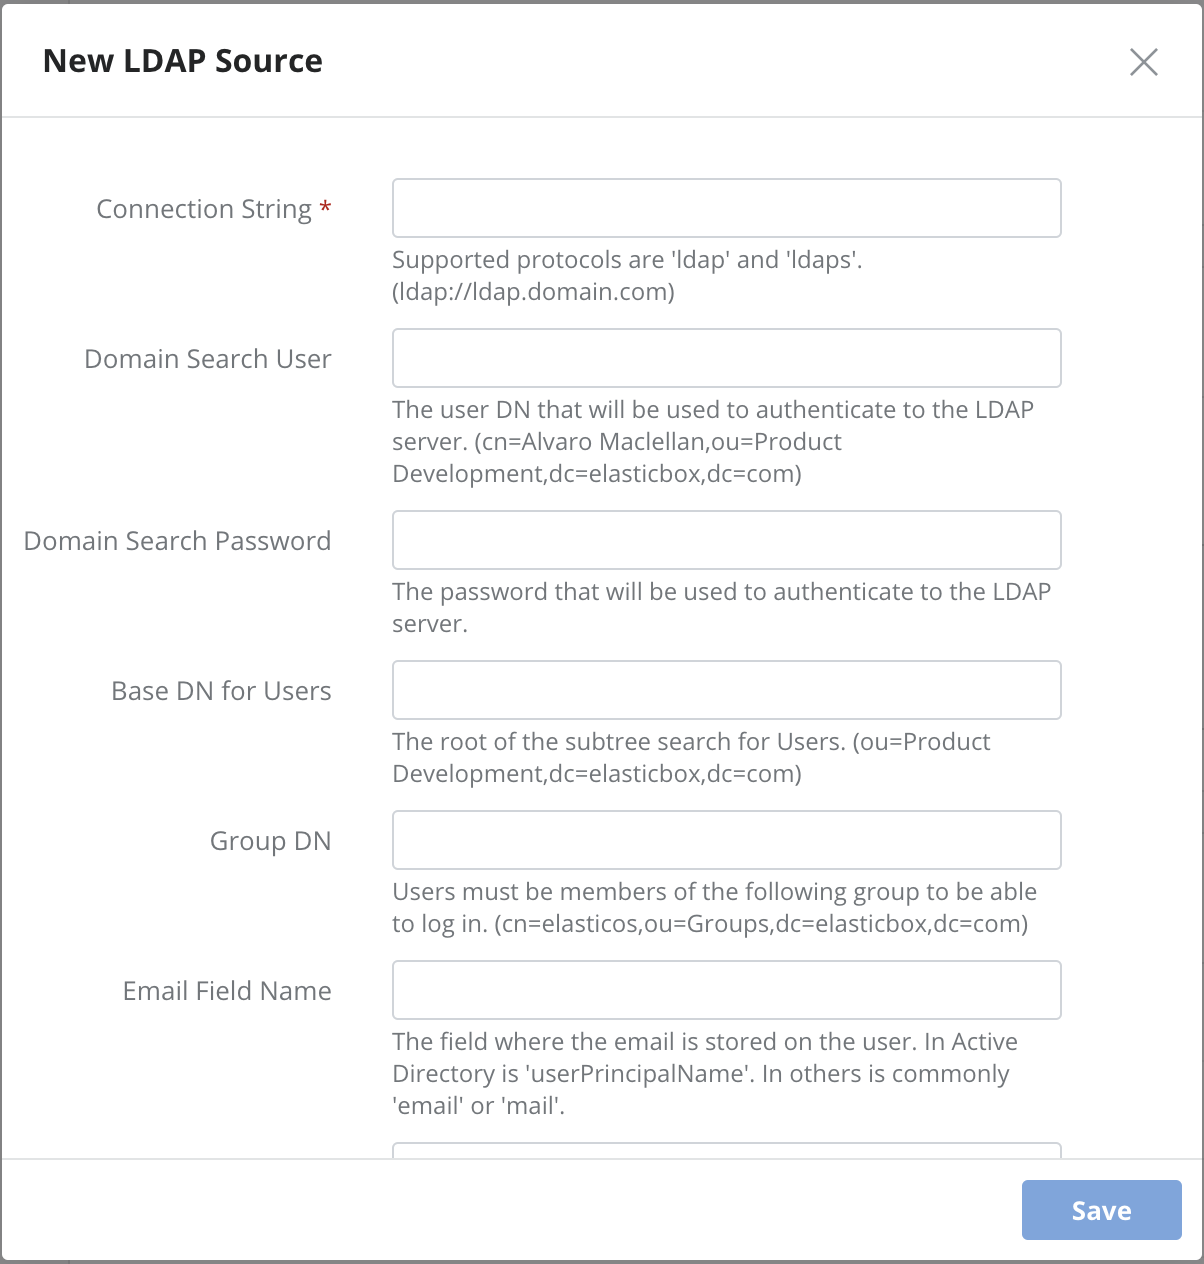 New LDAP Source
Connection String *
Supported protocols are 'ldap' and 'ldaps'.
(ldap://ldap.domain.com)
Domain Search User
The user DN that will be used to authenticate to the LDAP
server. (cn=Alvaro Maclellan,ou=Product
Development,dc=elasticbox,dc=com)
Domain Search Password
The password that will be used to authenticate to the LDAP
server.
Base DN for Users
The root of the subtree search for Users. (ou=Product
Development,dc=elasticbox,dc=com)
Group DN
Users must be members of the following group to be able
to log in. (cn=elasticos,ou=Groups,dc=elasticbox,dc=com)
Email Field Name
The field where the email is stored on the user. In Active
Directory is 'userPrincipalName'. In others is commonly
'email' or 'mail'.
Save